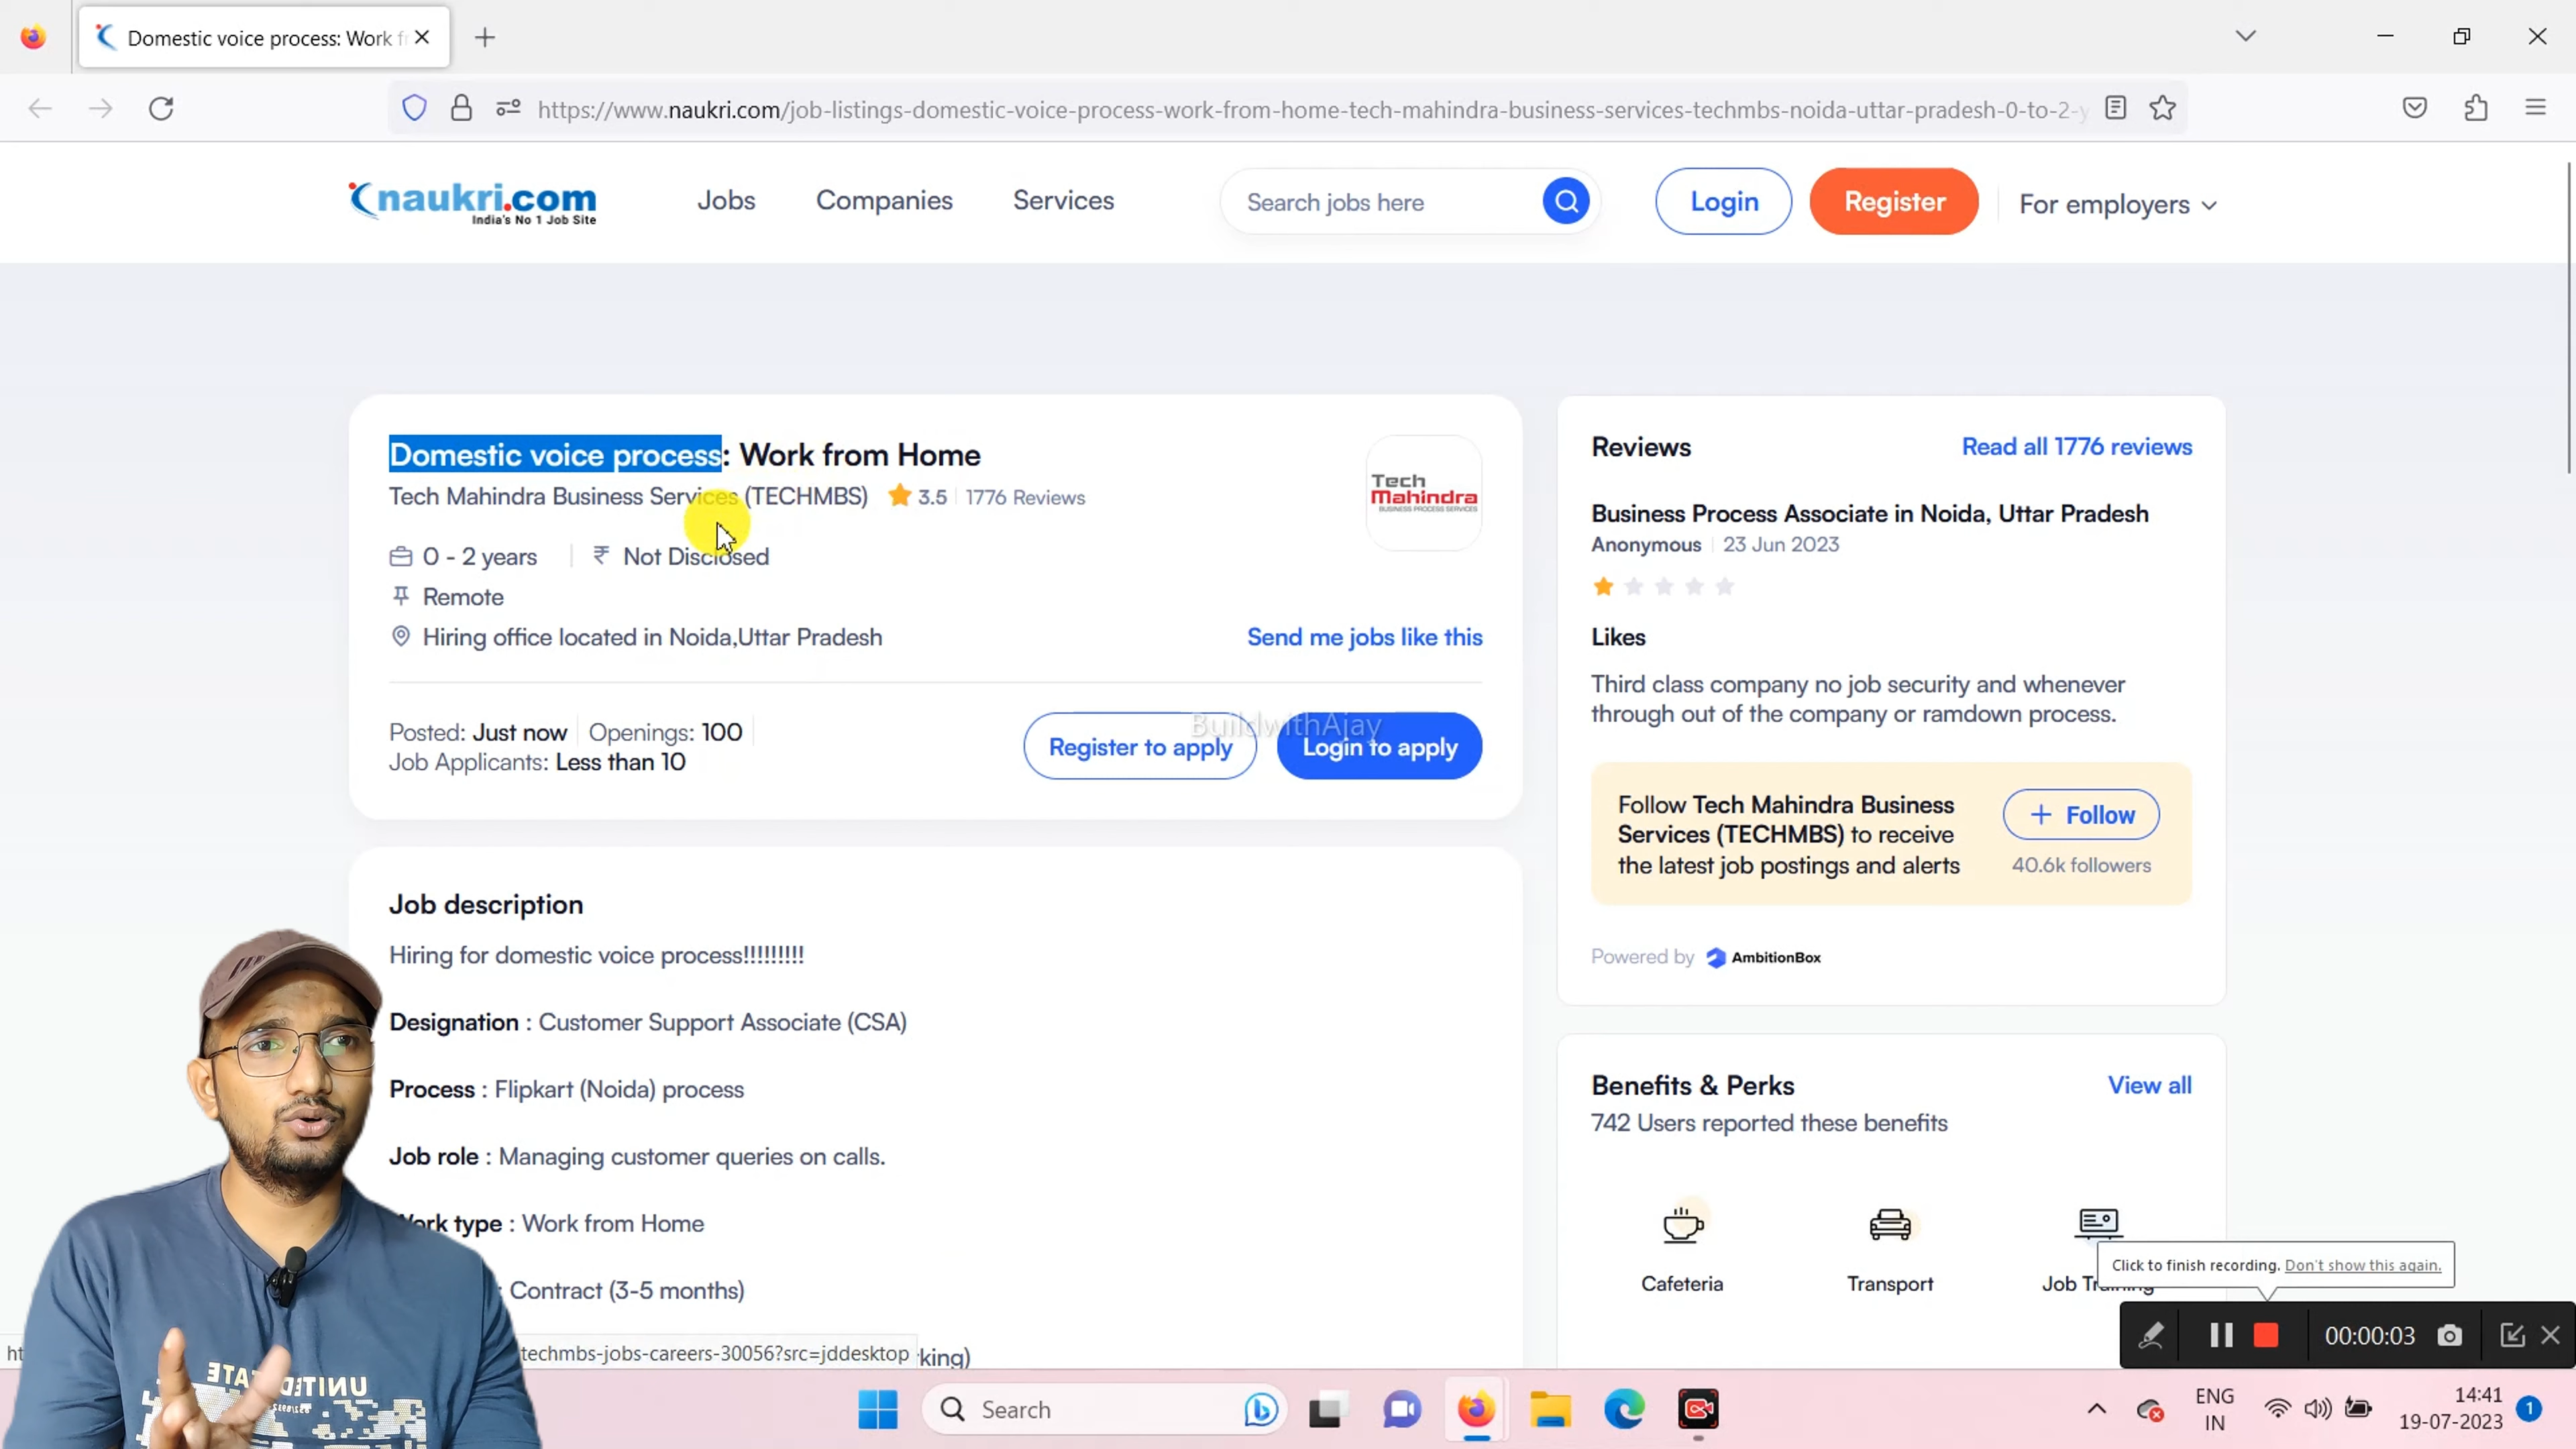 Domestic voice process: Work f
https://www.naukri.com/job-listings-domestic-voice-process-work-from-home-tech-mahindra-business-services-techmbs-noida-uttar-pradesh-0-to-2-y
naukri.com
India's No 1 Job Site
Jobs
Companies
Services
Search jobs here
Login
Register
For employers
Domestic voice process: Work from Home
Tech Mahindra Business Services (TECHMBS) 3.5 1776 Reviews
Tech
Mahindra
BUSINESS PROCESS SERVICES
0 - 2 years ₹ Not Disclosed
Remote
Hiring office located in Noida,Uttar Pradesh
Send me jobs like this
Posted: Just now Openings: 100
Job Applicants: Less than 10
Register to apply
Login to apply
BuildwithAjay
Job description
Hiring for domestic voice process!!!!!!!!!
Designation : Customer Support Associate (CSA)
Process : Flipkart (Noida) process
Job role : Managing customer queries on calls.
Work type : Work from Home
: Contract (3-5 months)
king)
ht
techmbs-jobs-careers-30056?src=jddesktop
Reviews
Read all 1776 reviews
Business Process Associate in Noida, Uttar Pradesh
Anonymous 23 Jun 2023
Likes
Third class company no job security and whenever
through out of the company or ramdown process.
Follow Tech Mahindra Business
Services (TECHMBS) to receive
the latest job postings and alerts
+ Follow
40.6k followers
Powered by AmbitionBox
Benefits & Perks
View all
742 Users reported these benefits
Cafeteria
Transport
Job Training
Click to finish recording. Don't show this again.
00:00:03
UNITED STATE
Search
ENG
IN
14:41
19-07-2023
1